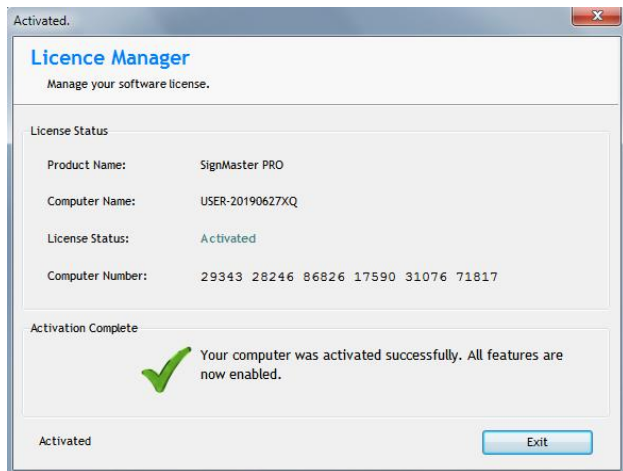 Activated.
Licence Manager
Manage your software license.
License Status
Product Name: SignMaster PRO
Computer Name: USER-20190627XQ
License Status: Activated
Computer Number: 29343 28246 86826 17590 31076 71817
Activation Complete
Your computer was activated successfully. All features are
now enabled.
Activated Exit